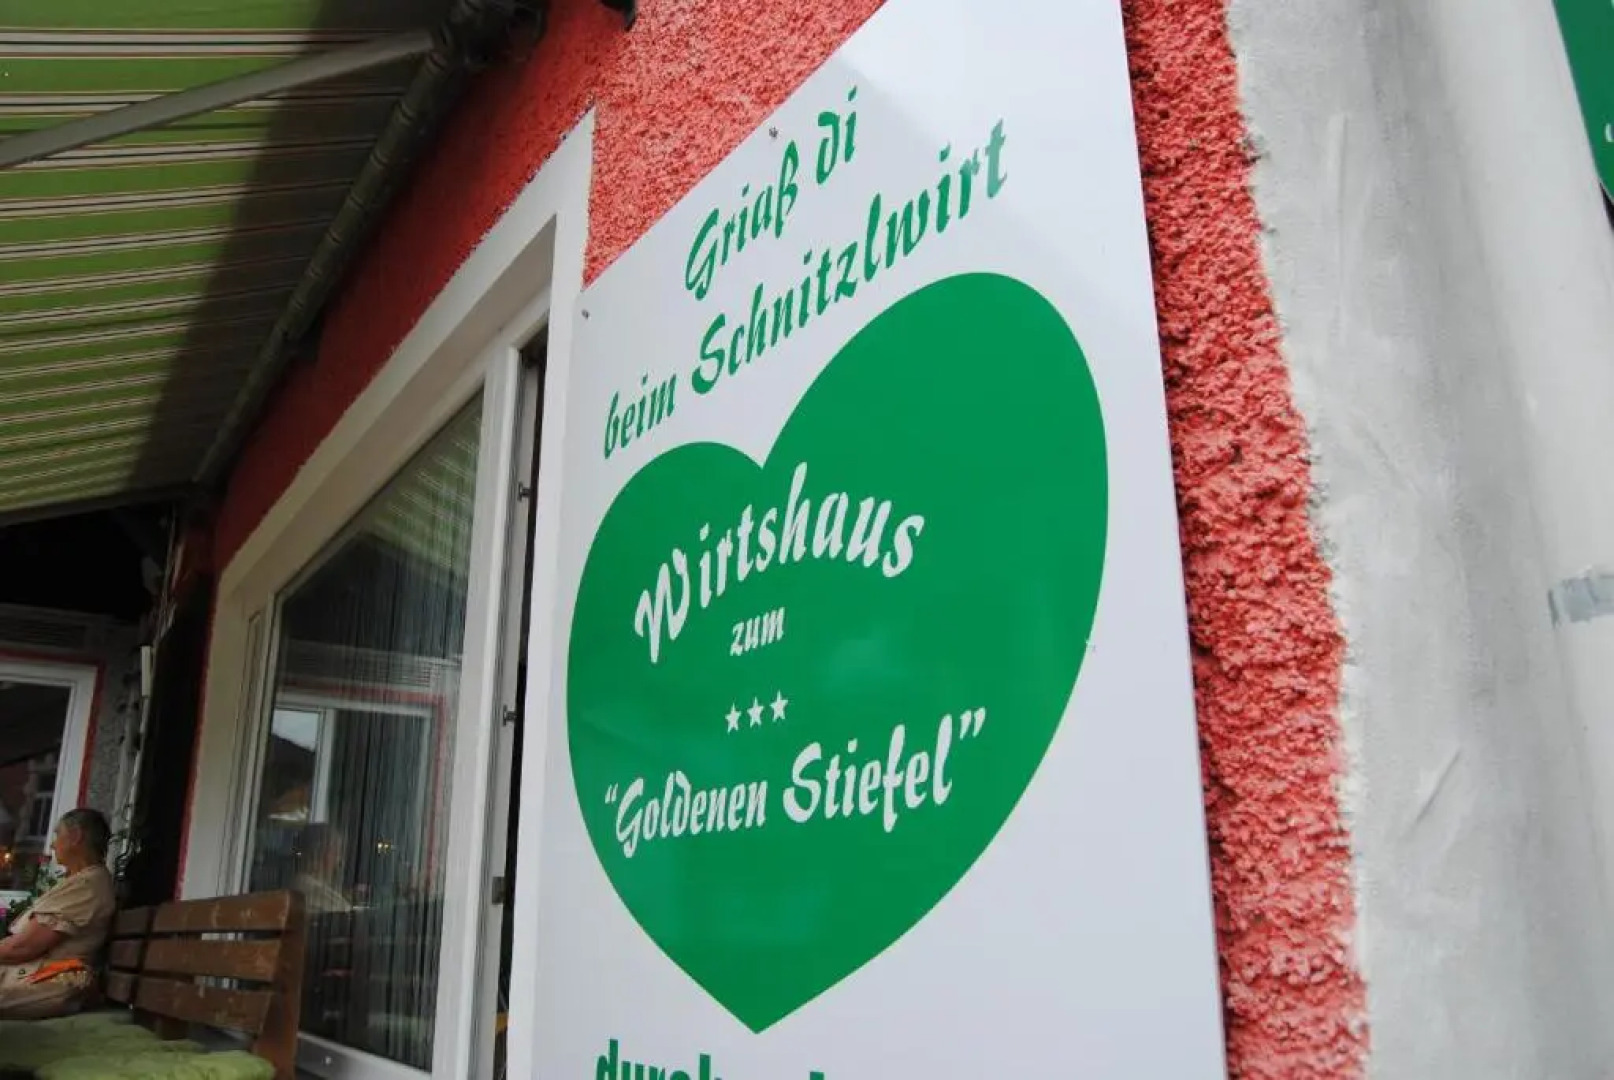 Griaß di
beim Schnitzlwirt
Wirtshaus
zum
"Goldenen Stiefel"